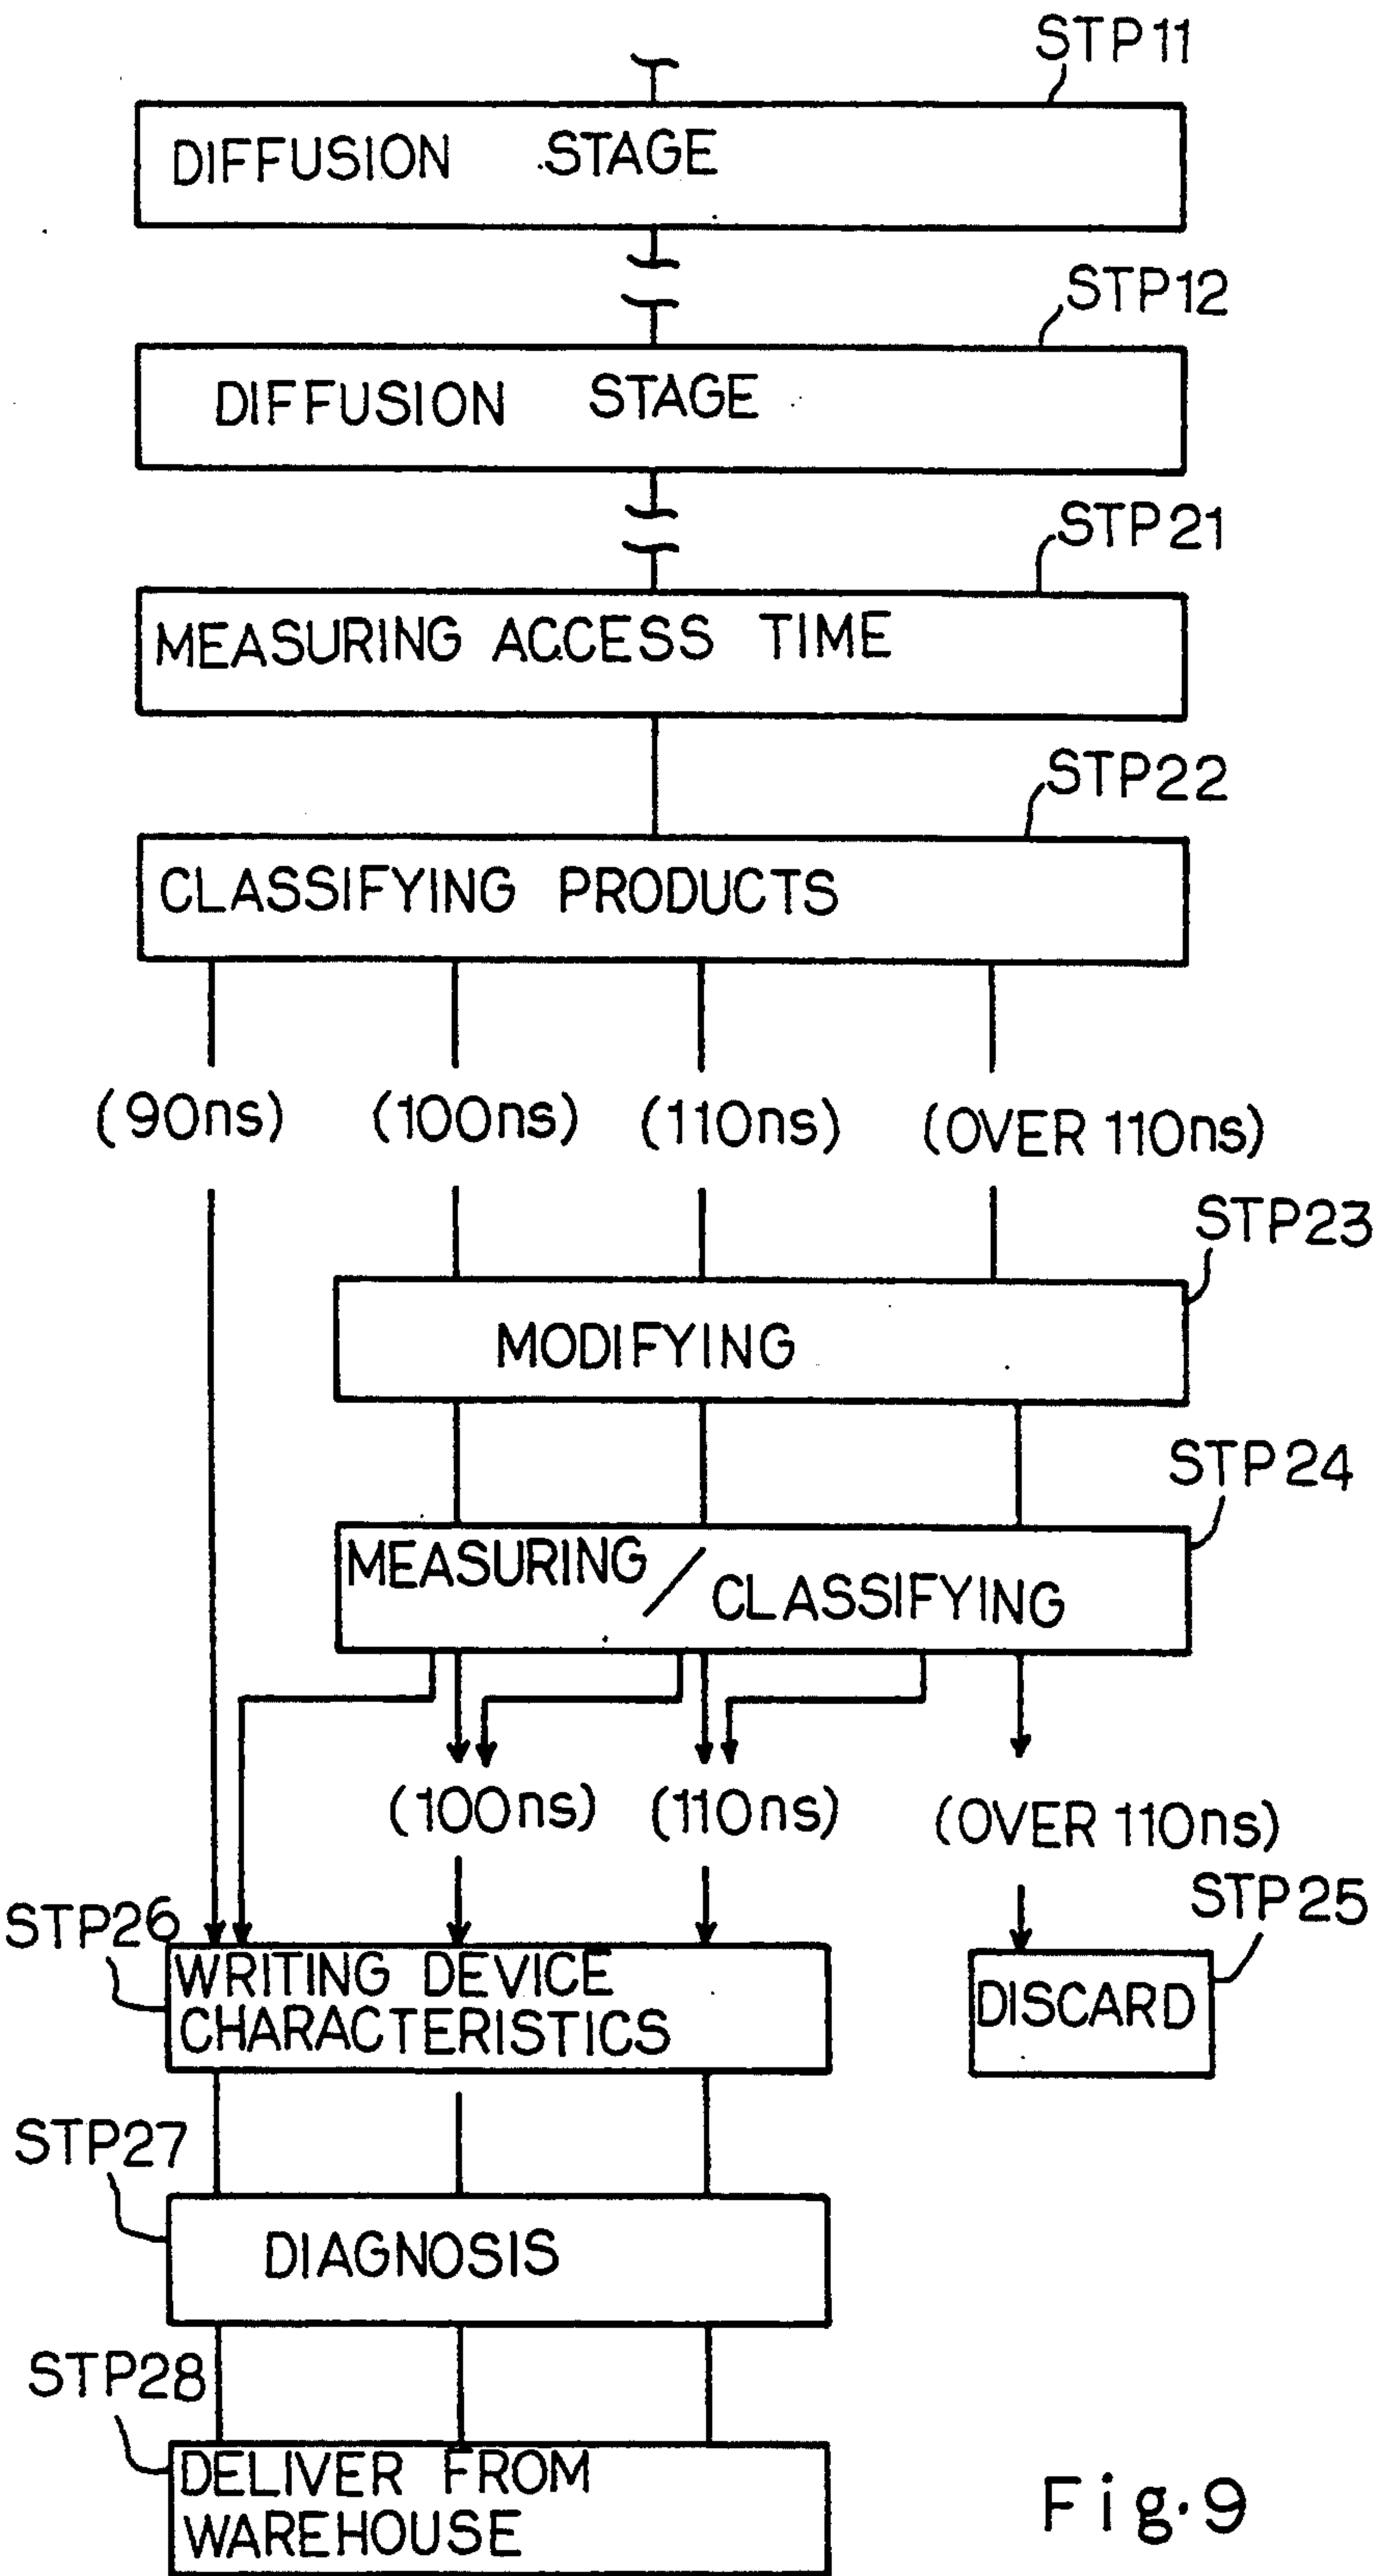 STP11
DIFFUSION STAGE
STP12
DIFFUSION STAGE
STP21
MEASURING ACCESS TIME
STP22
CLASSIFYING PRODUCTS
(90ns) (100ns) (110ns) (OVER 110ns)
STP23
MODIFYING
STP24
MEASURING / CLASSIFYING
(100ns) (110ns) (OVER 110ns)
STP26
WRITING DEVICE
CHARACTERISTICS
STP25
DISCARD
STP27
DIAGNOSIS
STP28
DELIVER FROM
WAREHOUSE
Fig.9